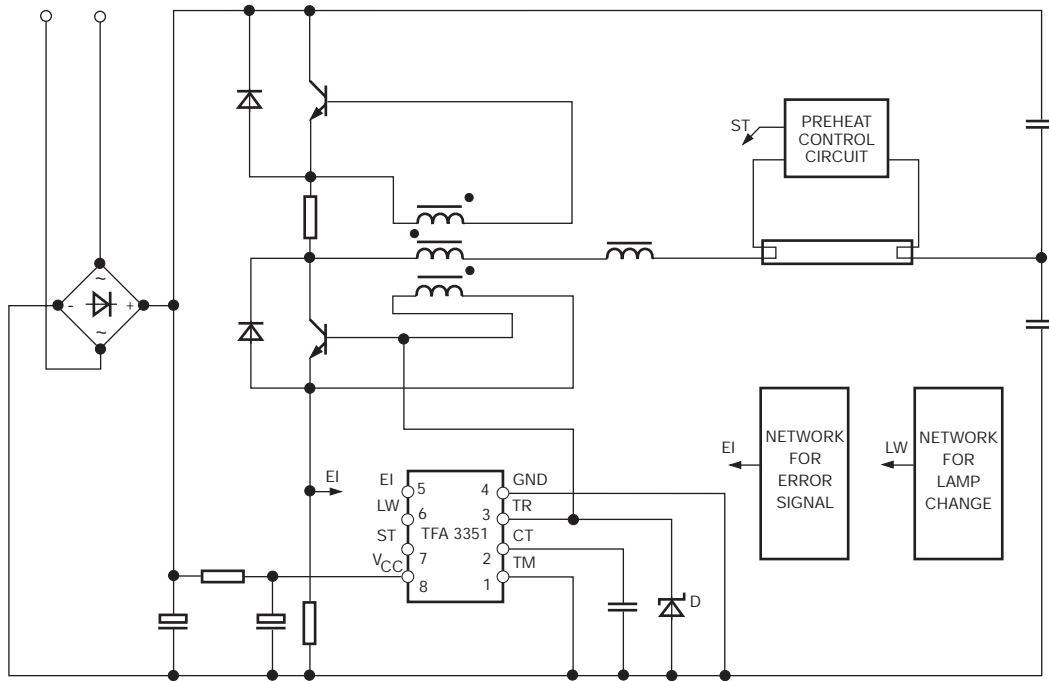 ST
PREHEAT
CONTROL
CIRCUIT
~
- +
~
EI
EI
LW
ST
VCC
5
6
7
8
TFA 3351
4
3
2
1
GND
TR
CT
TM
D
EI
NETWORK
FOR
ERROR
SIGNAL
LW
NETWORK
FOR
LAMP
CHANGE